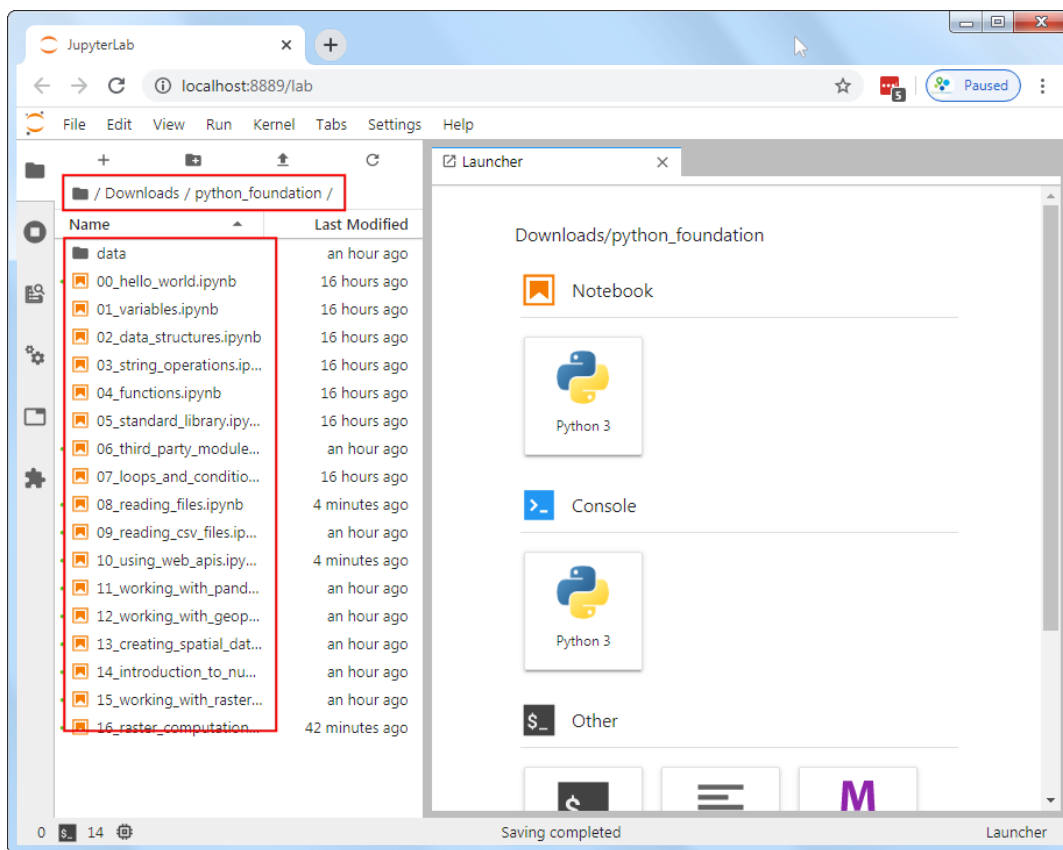 JupyterLab
localhost:8889/lab
5
Paused
File Edit View Run Kernel Tabs Settings Help
/ Downloads / python_foundation /
Launcher
Name Last Modified
data an hour ago
00_hello_world.ipynb 16 hours ago
01_variables.ipynb 16 hours ago
02_data_structures.ipynb 16 hours ago
03_string_operations.ip... 16 hours ago
04_functions.ipynb 16 hours ago
05_standard_library.ipy... 16 hours ago
06_third_party_module... an hour ago
07_loops_and_conditio... 16 hours ago
08_reading_files.ipynb 4 minutes ago
09_reading_csv_files.ip... an hour ago
10_using_web_apis.ipy... 4 minutes ago
11_working_with_pand... an hour ago
12_working_with_geop... an hour ago
13_creating_spatial_dat... an hour ago
14_introduction_to_nu... an hour ago
15_working_with_raster... an hour ago
16_raster_computation... 42 minutes ago
Downloads/python_foundation
Notebook
Python 3
>_ Console
Python 3
$_ Other
M
0 $_ 14 Saving completed Launcher